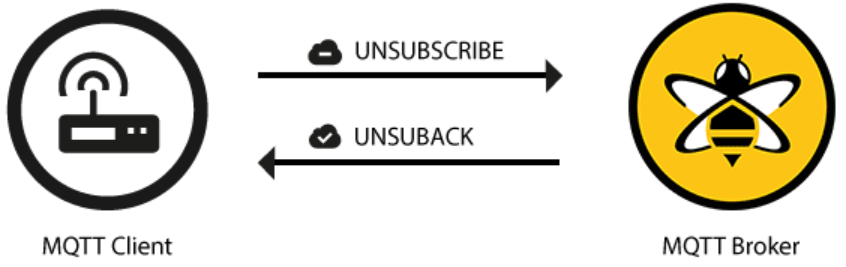 UNSUBSCRIBE
UNSUBACK
MQTT Client
MQTT Broker